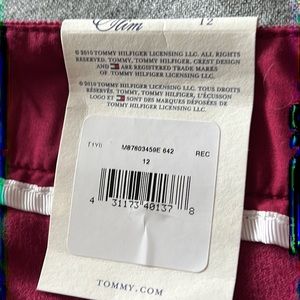 Slim 12
© 2010 TOMMY HILFIGER LICENSING LLC. ALL RIGHTS
RESERVED. TOMMY, TOMMY HILFIGER, CREST DESIGN
AND ARE REGISTERED TRADE MARKS
OF TOMMY HILFIGER LICENSING LLC.
© 2010 TOMMY HILFIGER LICENSING LLC. TOUS DROITS
RÉSERVÉS. TOMMY, TOMMY HILFIGER, L'ÉCUSSON
LOGO ET SONT DES MARQUES DÉPOSÉES DE
TOMMY HILFIGER LICENSING LLC.
M87603459E 642 REC
12
4 31173 40137 8
TOMMY.COM